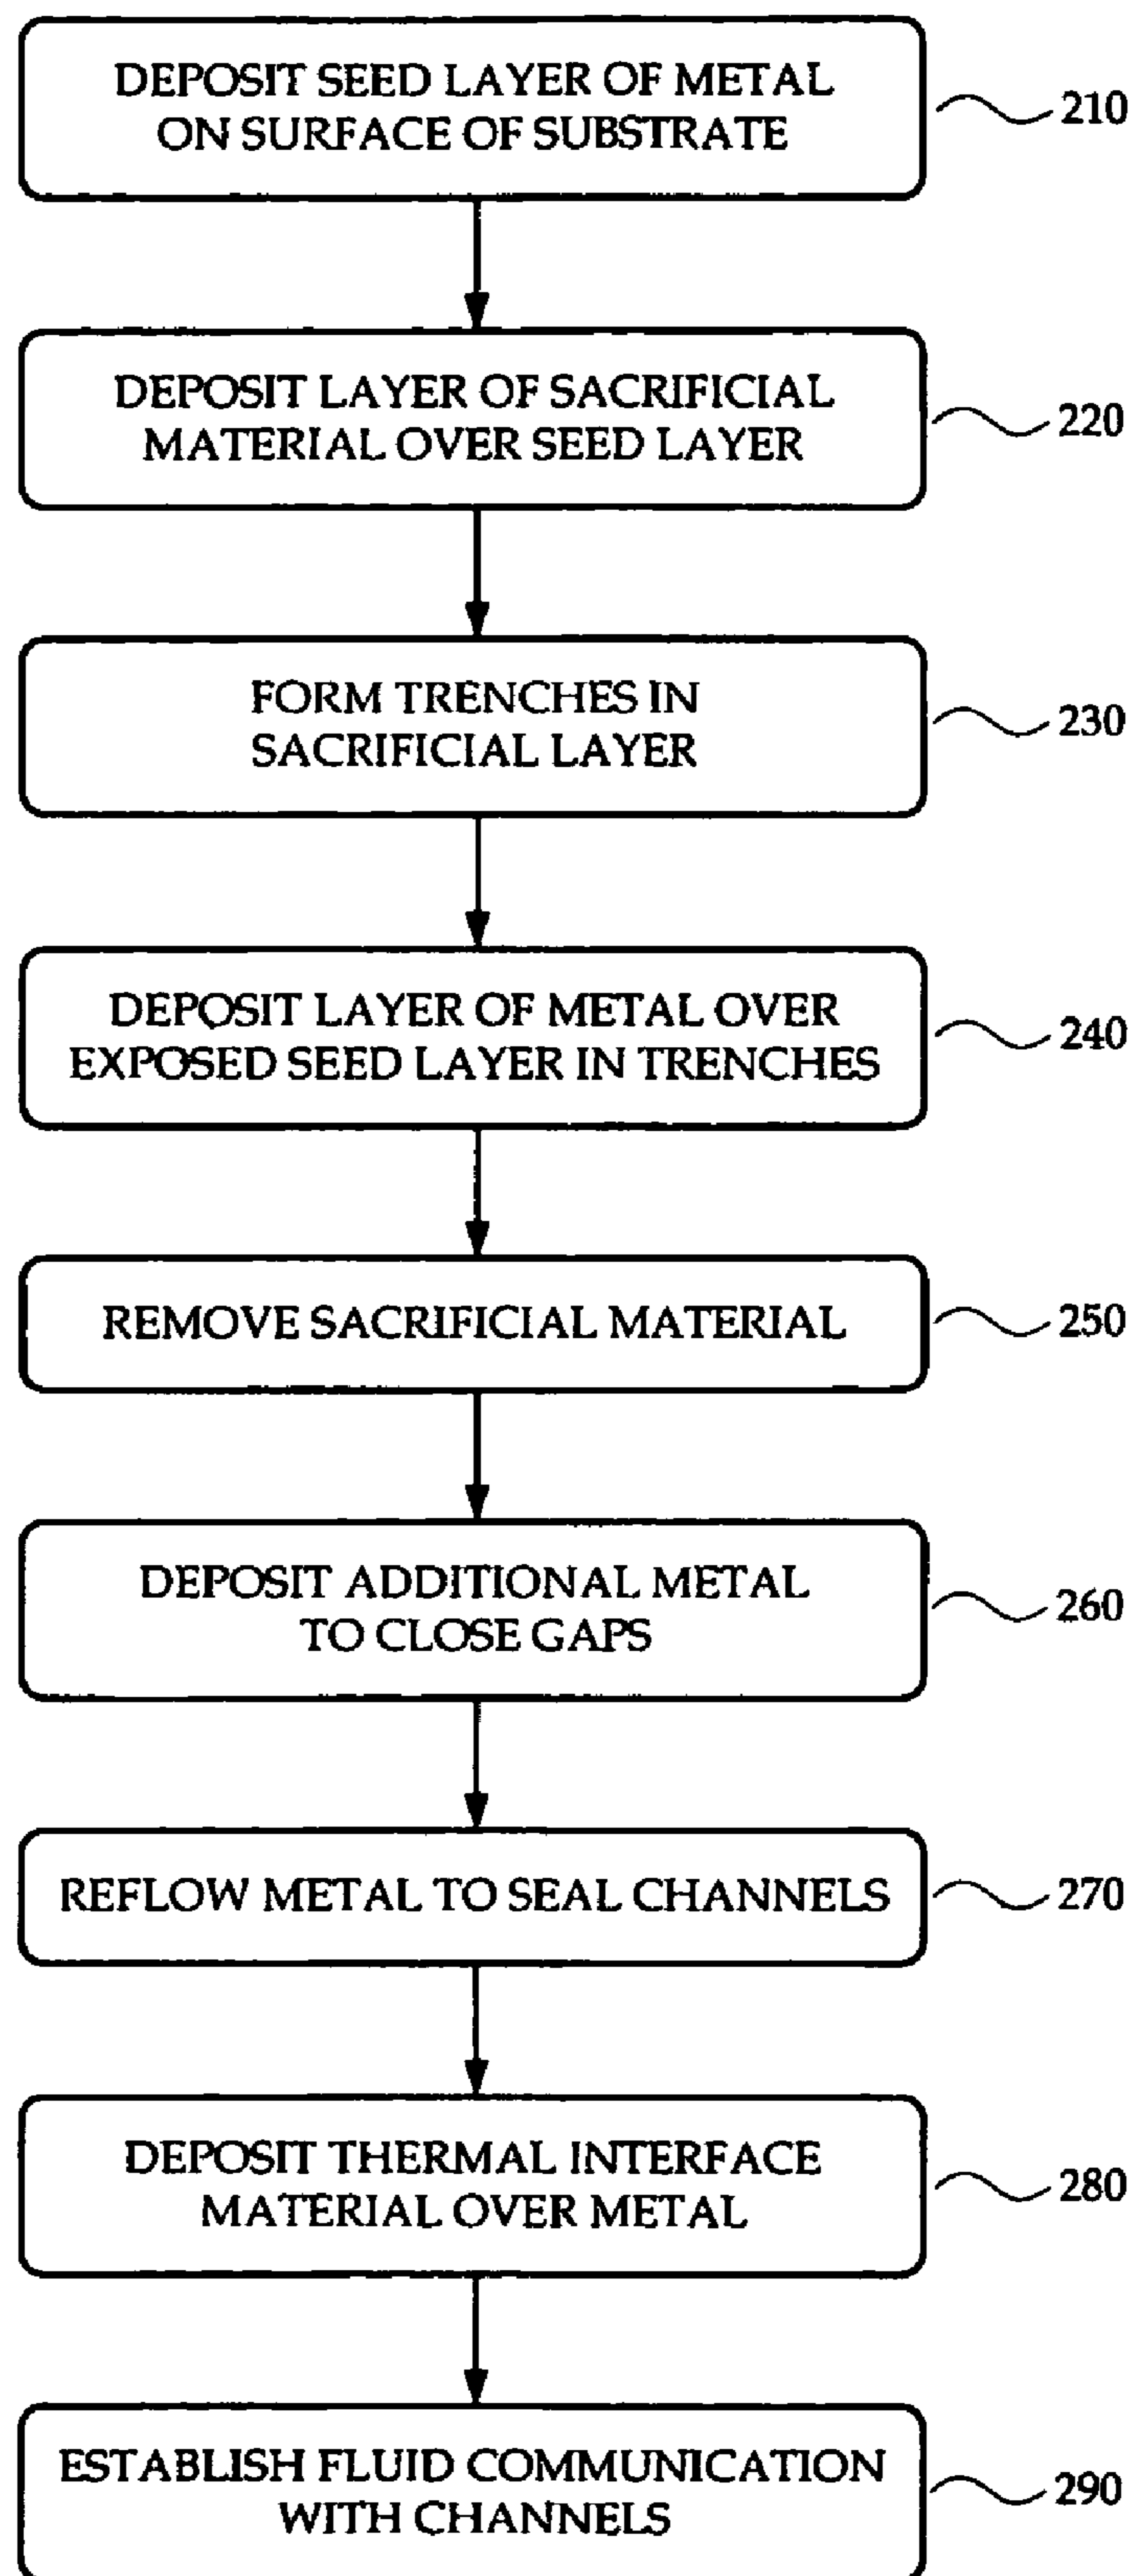 DEPOSIT SEED LAYER OF METAL
ON SURFACE OF SUBSTRATE
210
DEPOSIT LAYER OF SACRIFICIAL
MATERIAL OVER SEED LAYER
220
FORM TRENCHES IN
SACRIFICIAL LAYER
230
DEPOSIT LAYER OF METAL OVER
EXPOSED SEED LAYER IN TRENCHES
240
REMOVE SACRIFICIAL MATERIAL
250
DEPOSIT ADDITIONAL METAL
TO CLOSE GAPS
260
REFLOW METAL TO SEAL CHANNELS
270
DEPOSIT THERMAL INTERFACE
MATERIAL OVER METAL
280
ESTABLISH FLUID COMMUNICATION
WITH CHANNELS
290